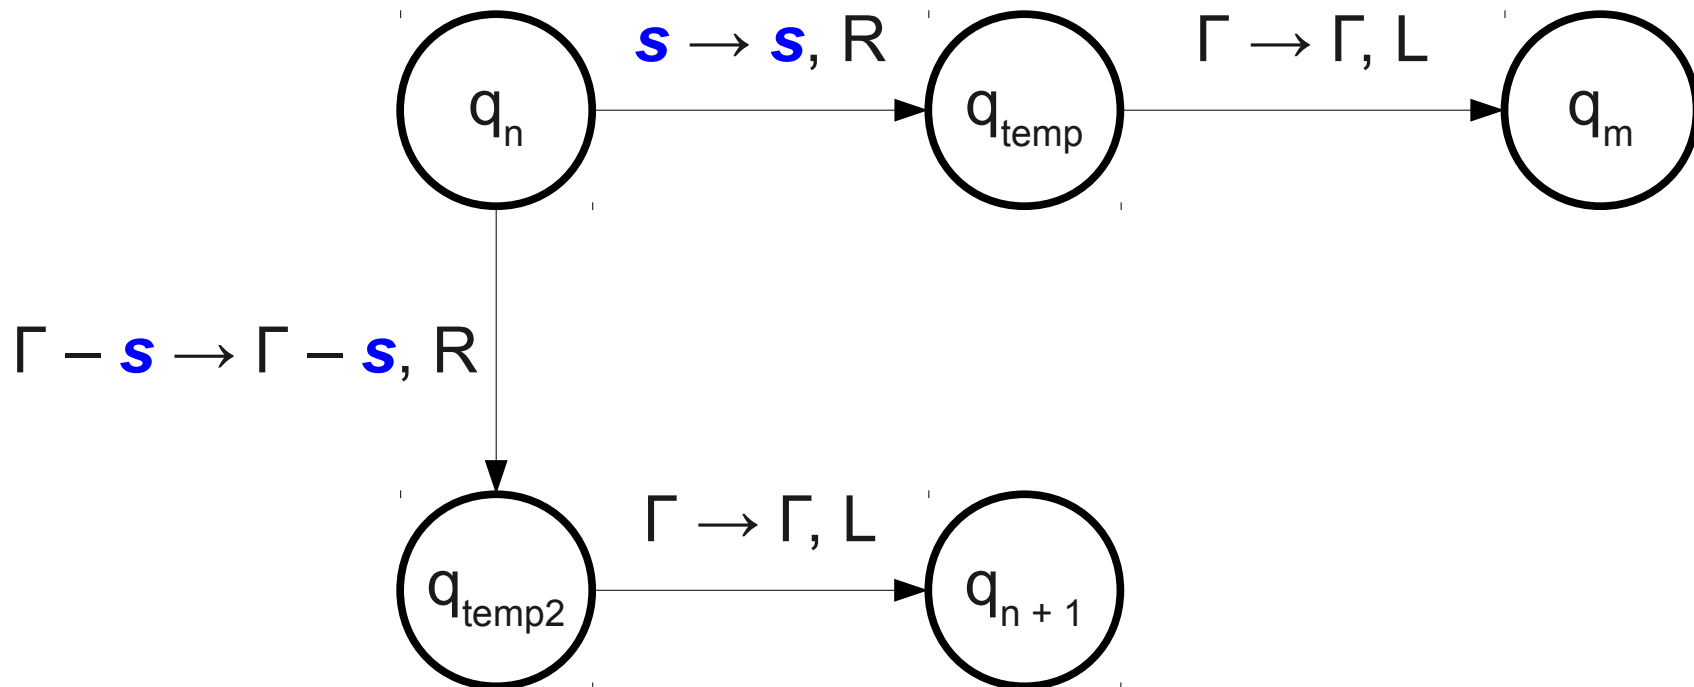 s → s, R
Γ → Γ, L
qn
qtemp
qm
Γ – s → Γ – s, R
Γ → Γ, L
qtemp2
qn + 1